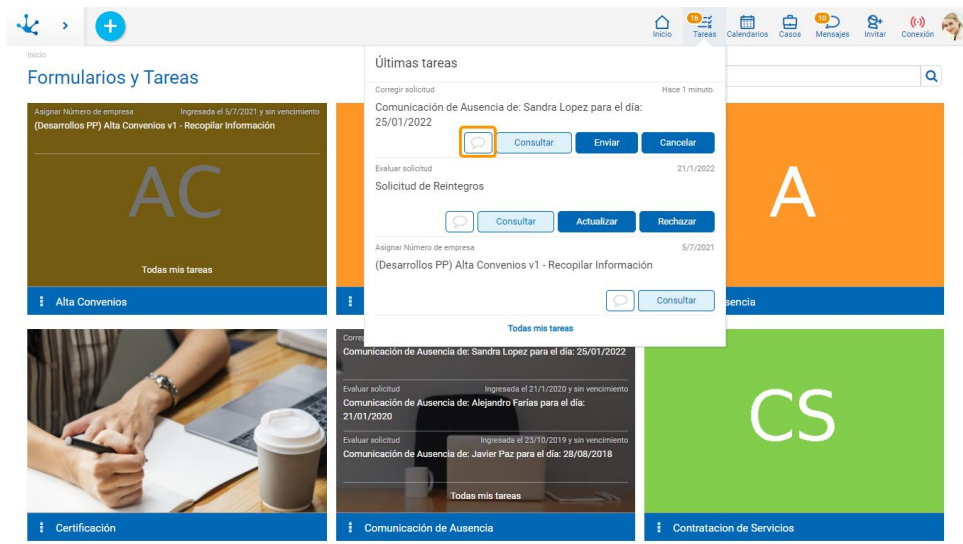 16
10
Inicio
Tareas
Calendarios
Casos
Mensajes
Invitar
Conexión
Inicio
Formularios y Tareas
Asignar Número de empresa
Ingresada el 5/7/2021 y sin vencimiento
(Desarrollos PP) Alta Convenios v1 - Recopilar Información
AC
Todas mis tareas
Alta Convenios
Últimas tareas
Corregir solicitud
Hace 1 minuto.
Comunicación de Ausencia de: Sandra Lopez para el día:
25/01/2022
Consultar
Enviar
Cancelar
Evaluar solicitud
21/1/2022
Solicitud de Reintegros
Consultar
Actualizar
Rechazar
Asignar Número de empresa
5/7/2021
(Desarrollos PP) Alta Convenios v1 - Recopilar Información
Consultar
Todas mis tareas
A
Certificación
Comunicación de Ausencia de: Sandra Lopez para el día: 25/01/2022
Evaluar solicitud
Ingresada el 21/1/2020 y sin vencimiento
Comunicación de Ausencia de: Alejandro Farías para el día:
21/01/2020
Evaluar solicitud
Ingresada el 23/10/2019 y sin vencimiento
Comunicación de Ausencia de: Javier Paz para el día: 28/08/2018
Todas mis tareas
Comunicación de Ausencia
CS
Contratacion de Servicios